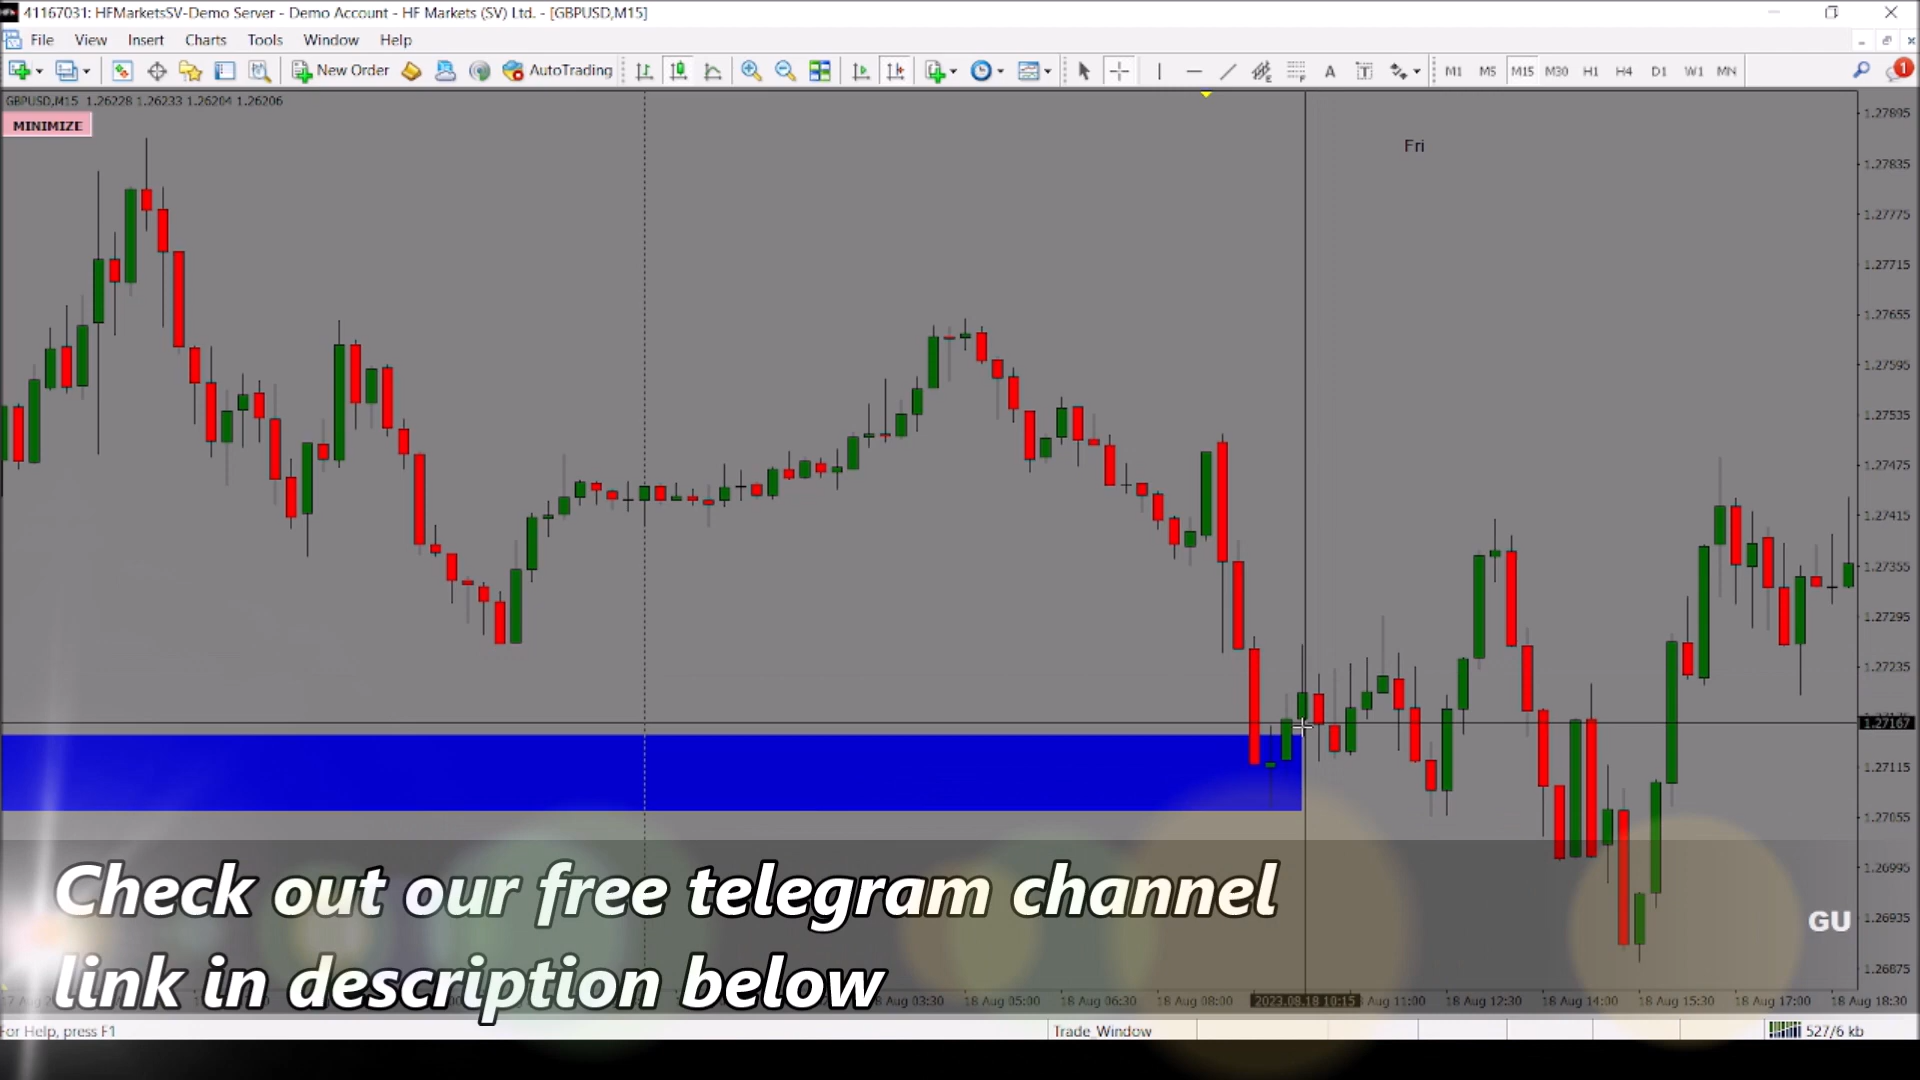 41167031: HFMarketsSV-Demo Server - Demo Account - HF Markets (SV) Ltd. - [GBPUSD,M15]
File View Insert Charts Tools Window Help
New Order AutoTrading M1 M5 M15 M30 H1 H4 D1 W1 MN 1
GBPUSD,M15 1.26228 1.26233 1.26204 1.26206
MINIMIZE
Fri
1.27895
1.27835
1.27775
1.27715
1.27655
1.27595
1.27535
1.27475
1.27415
1.27355
1.27295
1.27235
1.27167
1.27115
1.27055
1.26995
1.26935
1.26875
GU
Check out our free telegram channel
link in description below
18 Aug 03:30 18 Aug 05:00 18 Aug 06:30 18 Aug 08:00 2023.08.18 10:15 Aug 11:00 18 Aug 12:30 18 Aug 14:00 18 Aug 15:30 18 Aug 17:00 18 Aug 18:30
For Help, press F1 Trade_Window 527/6 kb